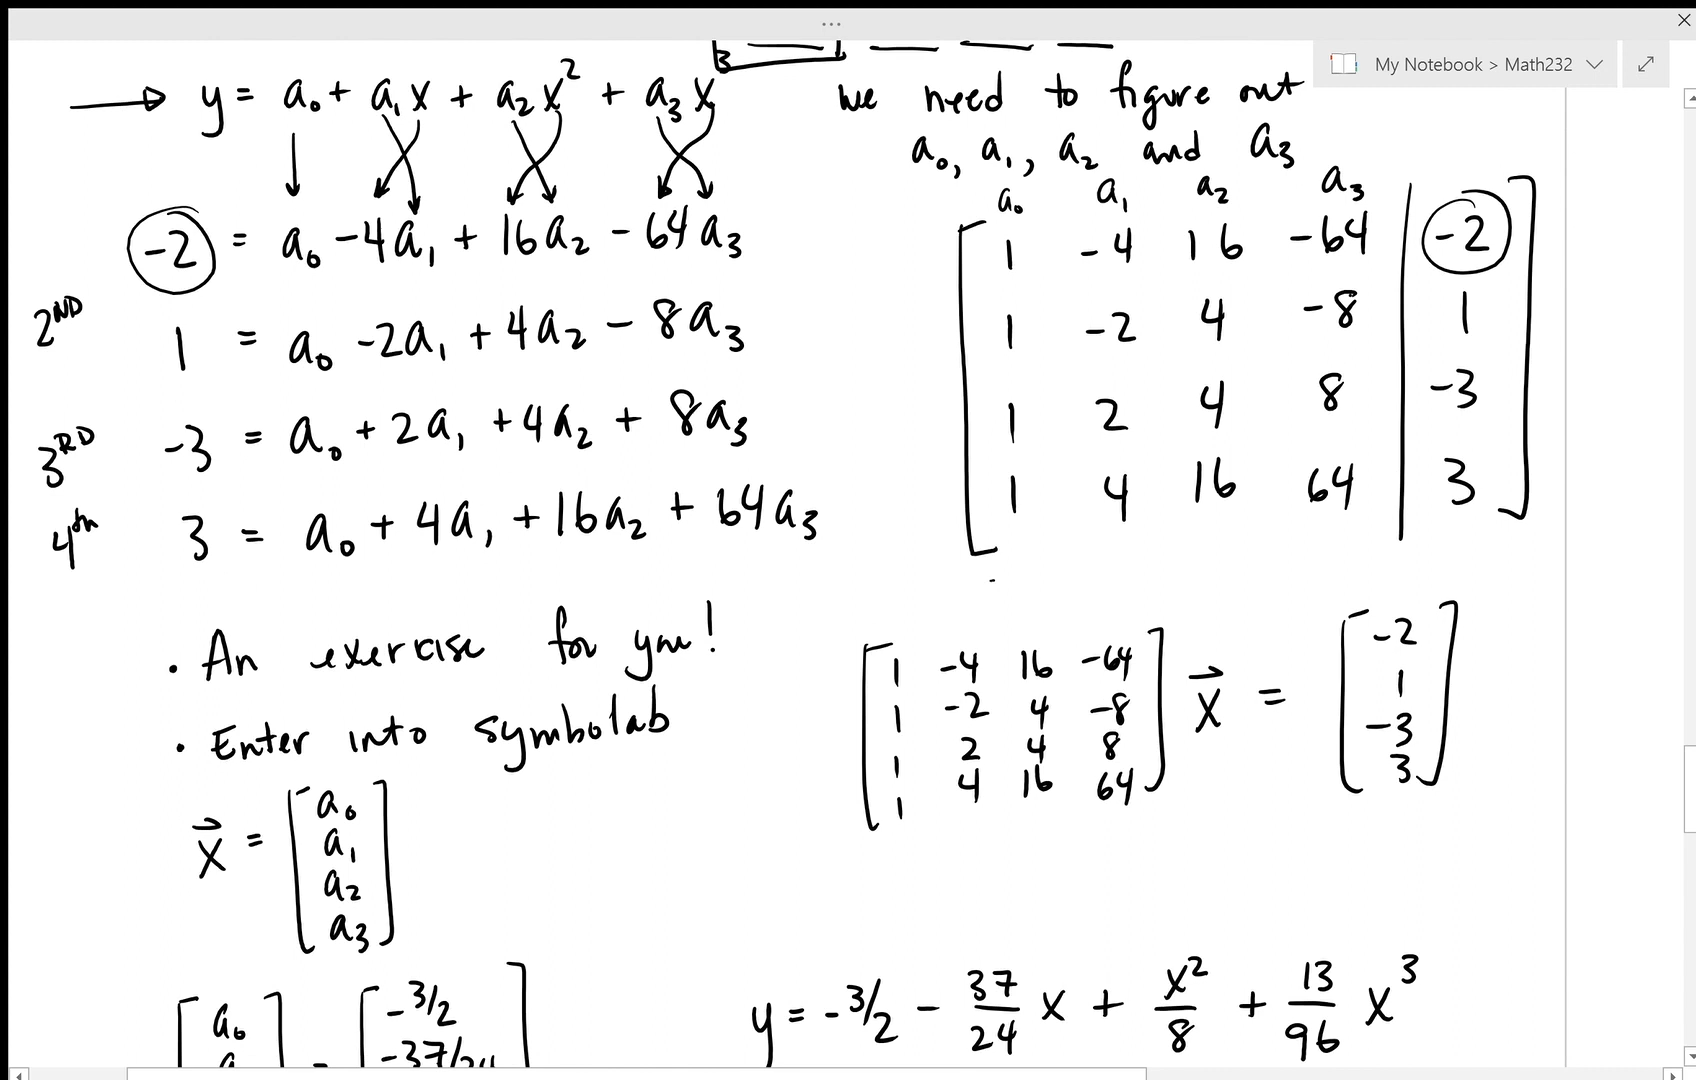 My Notebook > Math232
y = a₀ + a₁x + a₂x² + a₃x³
we need to figure out
a₀, a₁, a₂ and a₃
-2 = a₀ -4a₁ + 16a₂ - 64a₃
2ND 1 = a₀ -2a₁ + 4a₂ - 8a₃
3RD -3 = a₀ + 2a₁ + 4a₂ + 8a₃
4th 3 = a₀ + 4a₁ + 16a₂ + 64a₃
a₀ a₁ a₂ a₃
1 -4 16 -64 | -2
1 -2 4 -8 | 1
1 2 4 8 | -3
1 4 16 64 | 3
• An exercise for you!
• Enter into symbolab
[1 -4 16 -64
1 -2 4 -8
1 2 4 8
1 4 16 64] x⃗ = [-2
1
-3
3]
x⃗ = [a₀
a₁
a₂
a₃]
[a₀ = [-3/2
-37/24
y = -3/2 - 37/24 x + x²/8 + 13/96 x³